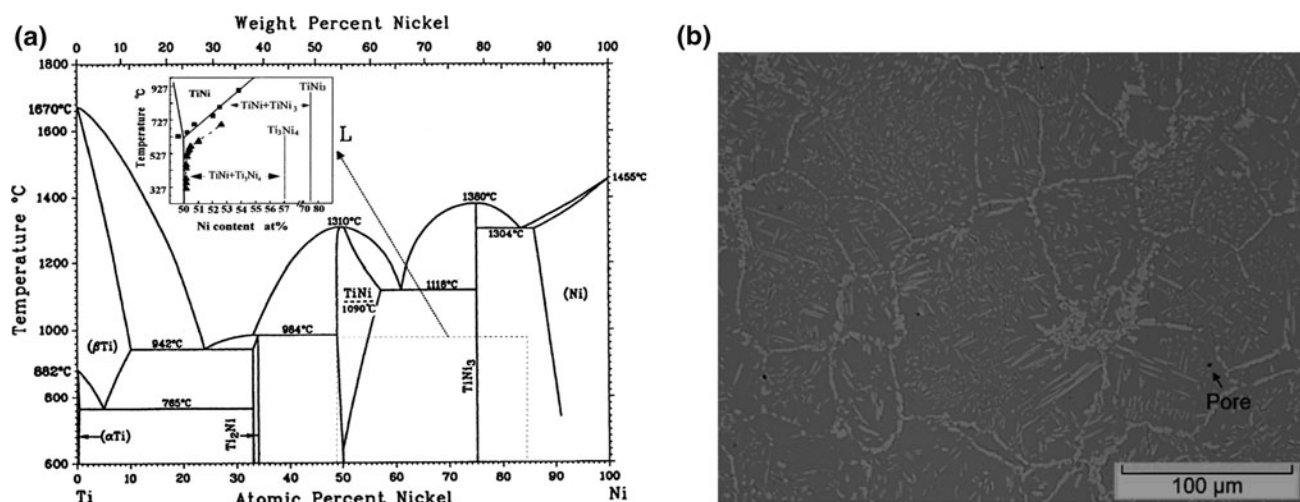 (a)
Weight Percent Nickel
0 10 20 30 40 50 60 70 80 90 100
1800
1670°C
1600
1400
1200
1000
882°C
800
600
Temperature °C
Temperature °C
927
727
527
327
TiNi
TiNi₃
TiNi+TiNi₃
Ti₃Ni₄
TiNi+Ti₃Ni₄
50 51 52 53 54 55 56 57 70 80
Ni content at%
L
1310°C
1380°C
1455°C
1304°C
TiNi
1090°C
1118°C
(Ni)
984°C
942°C
(βTi)
765°C
(αTi)
Ti₂Ni
TiNi₃
0 10 20 30 40 50 60 70 80 90 100
Ti Atomic Percent Nickel Ni
(b)
Pore
100 μm